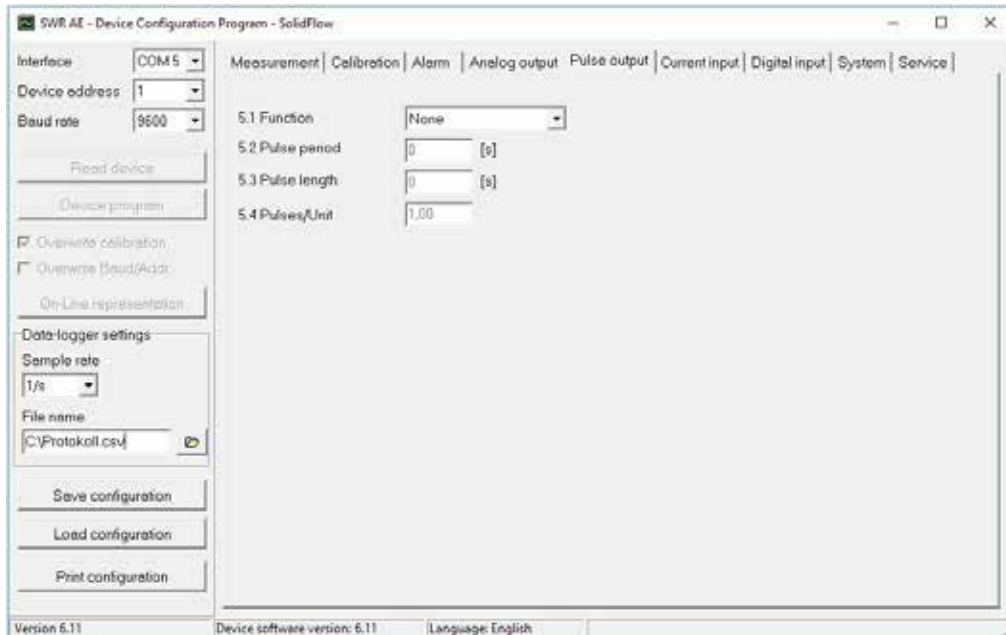 SWR AE - Device Configuration Program - SolidFlow
Interface COM 5
Device address 1
Baud rate 9600
Read device
Device program
Overwrite calibration
Overwrite Baud/Addr.
On-Line representation
Data-logger settings
Sample rate
1/s
File name
C:\Protokoll.csv
Save configuration
Load configuration
Print configuration
Measurement Calibration Alarm Analog output Pulse output Current input Digital input System Service
5.1 Function None
5.2 Pulse period 0 [s]
5.3 Pulse length 0 [s]
5.4 Pulses/Unit 1,00
Version 6.11 Device software version: 6.11 Language: English